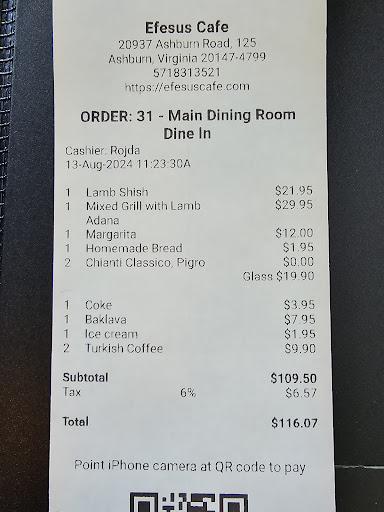 Efesus Cafe
20937 Ashburn Road, 125
Ashburn, Virginia 20147-4799
5718313521
https://efesuscafe.com
ORDER: 31 - Main Dining Room
Dine In
Cashier: Rojda
13-Aug-2024 11:23:30A
1 Lamb Shish $21.95
1 Mixed Grill with Lamb $29.95
Adana
1 Margarita $12.00
1 Homemade Bread $1.95
2 Chianti Classico, Pigro $0.00
Glass $19.90
1 Coke $3.95
1 Baklava $7.95
1 Ice cream $1.95
2 Turkish Coffee $9.90
Subtotal $109.50
Tax 6% $6.57
Total $116.07
Point iPhone camera at QR code to pay